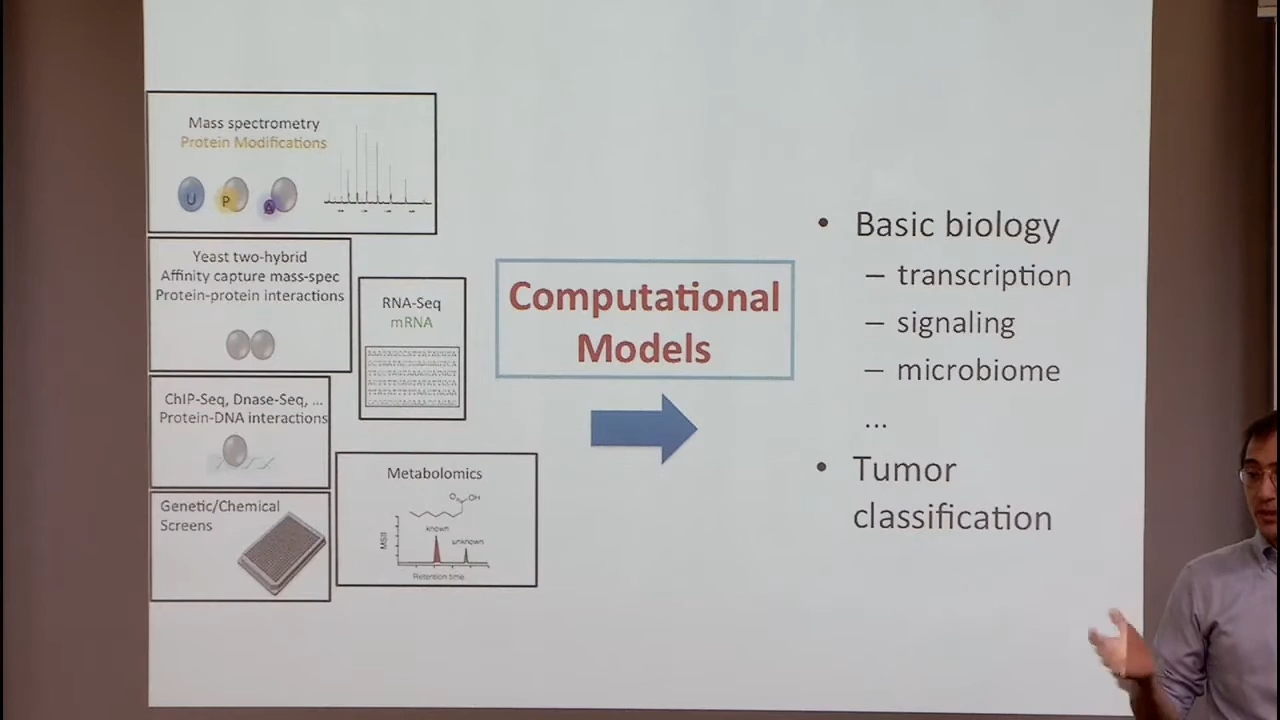 Mass spectrometry
Protein Modifications
U
P
A
Yeast two-hybrid
Affinity capture mass-spec
Protein-protein interactions
RNA-Seq
mRNA
ChIP-Seq, Dnase-Seq, ...
Protein-DNA interactions
Genetic/Chemical
Screens
Metabolomics
O
OH
known
unknown
MSII
Retention time
Computational
Models
• Basic biology
– transcription
– signaling
– microbiome
...
• Tumor
classification